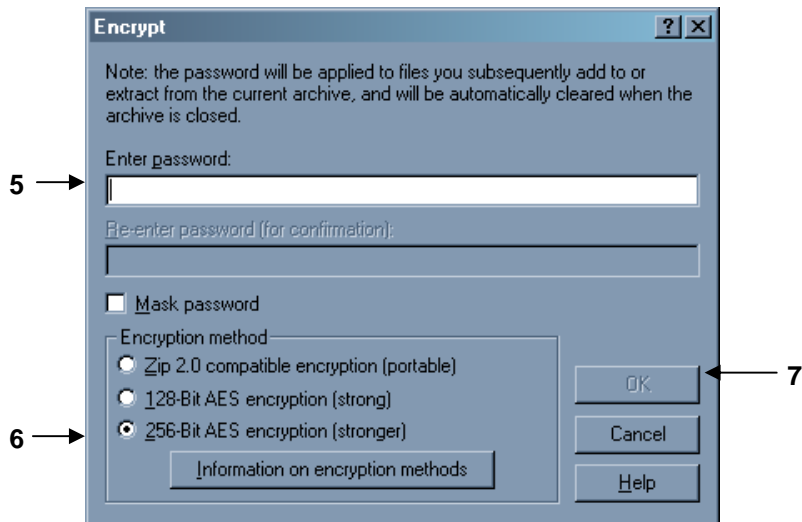 Encrypt
Note: the password will be applied to files you subsequently add to or
extract from the current archive, and will be automatically cleared when the
archive is closed.
Enter password:
5
Re-enter password (for confirmation):
Mask password
Encryption method
Zip 2.0 compatible encryption (portable)
128-Bit AES encryption (strong)
256-Bit AES encryption (stronger)
6
Information on encryption methods
OK
7
Cancel
Help